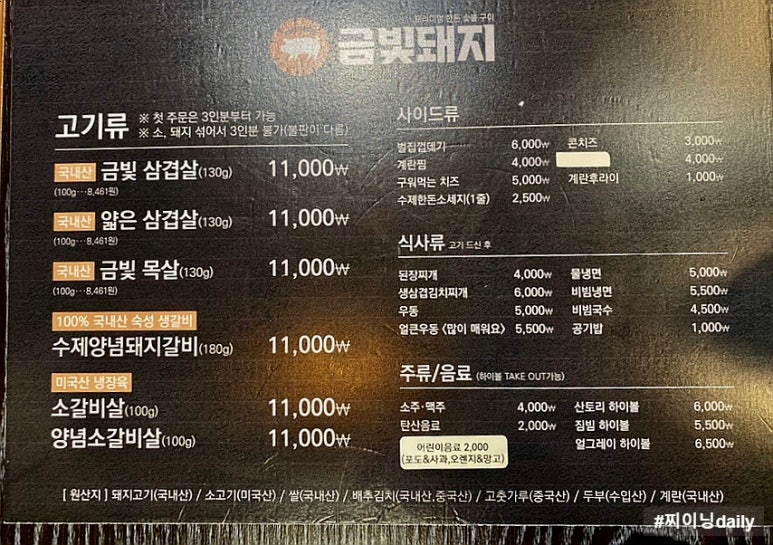 프리미엄 한돈 숯불 구이
금빛돼지
고기류 ※ 첫 주문은 3인분부터 가능
※ 소, 돼지 섞어서 3인분 불가(불판이 다름)
국내산 금빛 삼겹살(130g) 11,000₩
(100g…8,461원)
국내산 얇은 삼겹살(130g) 11,000₩
(100g…8,461원)
국내산 금빛 목살(130g) 11,000₩
(100g…8,461원)
100% 국내산 숙성 생갈비
수제양념돼지갈비(180g) 11,000₩
미국산 냉장육
소갈비살(100g) 11,000₩
양념소갈비살(100g) 11,000₩
사이드류
벌집껍데기 6,000₩ 콘치즈 3,000₩
계란찜 4,000₩ 4,000₩
구워먹는 치즈 5,000₩ 계란후라이 1,000₩
수제한돈소세지(1줄) 2,500₩
식사류 고기 드신 후
된장찌개 4,000₩ 물냉면 5,000₩
생삼겹김치찌개 6,000₩ 비빔냉면 5,500₩
우동 5,000₩ 비빔국수 4,500₩
얼큰우동 <많이 매워요> 5,500₩ 공기밥 1,000₩
주류/음료 (하이볼 TAKE OUT가능)
소주·맥주 4,000₩ 산토리 하이볼 6,000₩
탄산음료 2,000₩ 짐빔 하이볼 5,500₩
어린이음료 2,000 얼그레이 하이볼 6,500₩
(포도&사과,오렌지&망고)
[ 원산지 ] 돼지고기(국내산) / 소고기(미국산) / 쌀(국내산) / 배추김치(국내산,중국산) / 고춧가루(중국산) / 두부(수입산) / 계란(국내산)
#찌이닝daily